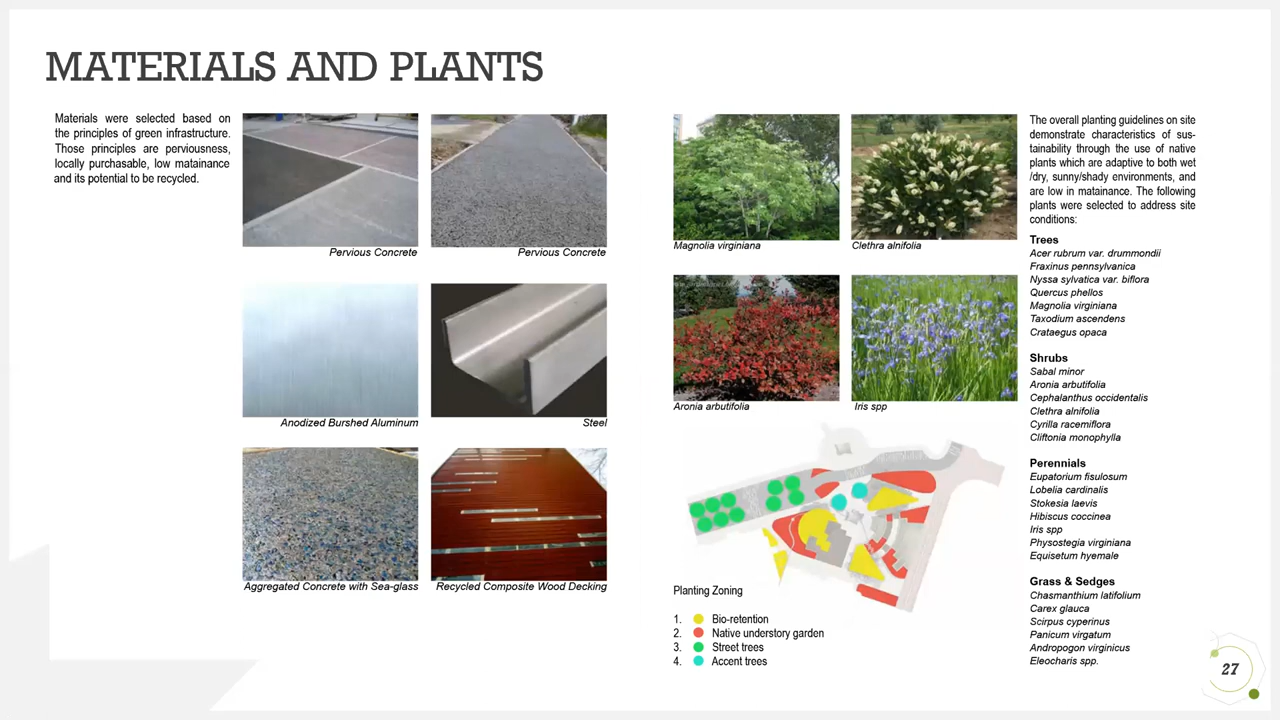 MATERIALS AND PLANTS
Materials were selected based on
the principles of green infrastructure.
Those principles are perviousness,
locally purchasable, low matainance
and its potential to be recycled.
Pervious Concrete
Pervious Concrete
Anodized Burshed Aluminum
Steel
Aggregated Concrete with Sea-glass
Recycled Composite Wood Decking
Magnolia virginiana
Clethra alnifolia
Aronia arbutifolia
Iris spp
Planting Zoning
1. Bio-retention
2. Native understory garden
3. Street trees
4. Accent trees
The overall planting guidelines on site
demonstrate characteristics of sus-
tainability through the use of native
plants which are adaptive to both wet
/dry, sunny/shady environments, and
are low in matainance. The following
plants were selected to address site
conditions:
Trees
Acer rubrum var. drummondii
Fraxinus pennsylvanica
Nyssa sylvatica var. biflora
Quercus phellos
Magnolia virginiana
Taxodium ascendens
Crataegus opaca
Shrubs
Sabal minor
Aronia arbutifolia
Cephalanthus occidentalis
Clethra alnifolia
Cyrilla racemiflora
Cliftonia monophylla
Perennials
Eupatorium fisulosum
Lobelia cardinalis
Stokesia laevis
Hibiscus coccinea
Iris spp
Physostegia virginiana
Equisetum hyemale
Grass & Sedges
Chasmanthium latifolium
Carex glauca
Scirpus cyperinus
Panicum virgatum
Andropogon virginicus
Eleocharis spp.
27